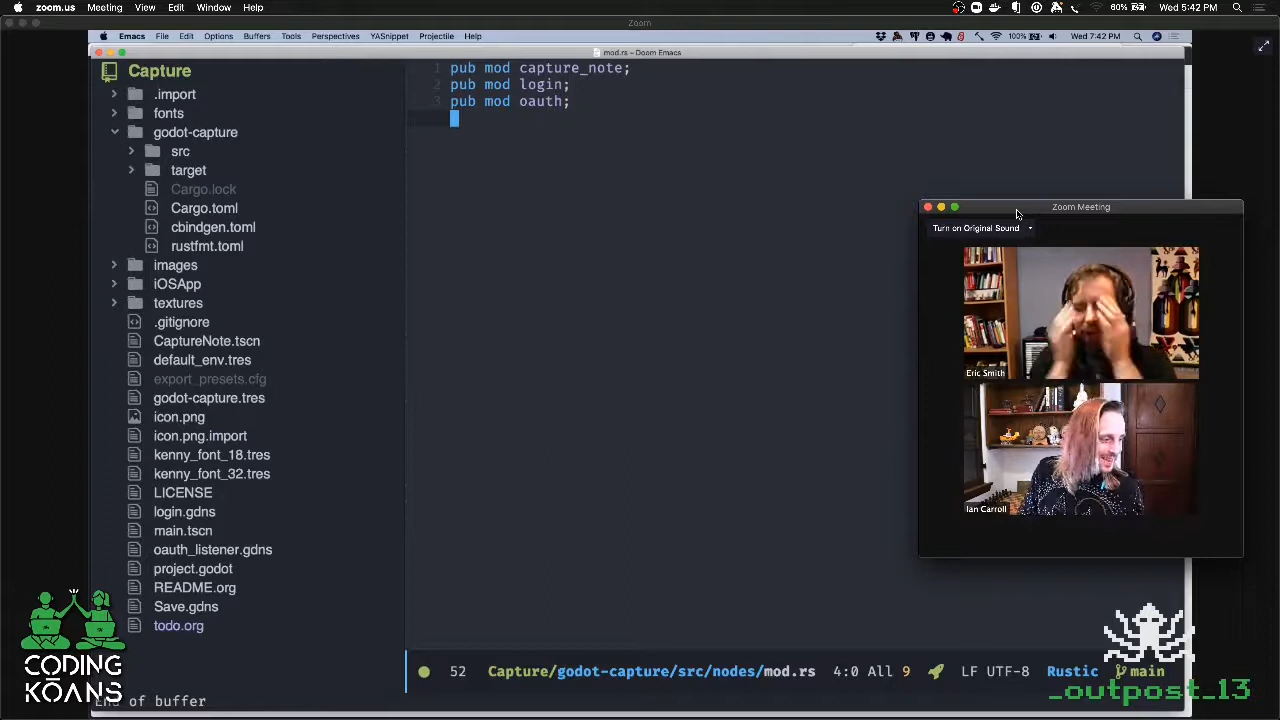 zoom.us Meeting View Edit Window Help
60% Wed 5:42 PM
Zoom
Emacs File Edit Options Buffers Tools Perspectives YASnippet Projectile Help
100% Wed 7:42 PM
mod.rs – Doom Emacs
Capture
.import
fonts
godot-capture
src
target
Cargo.lock
Cargo.toml
cbindgen.toml
rustfmt.toml
images
iOSApp
textures
.gitignore
CaptureNote.tscn
default_env.tres
export_presets.cfg
godot-capture.tres
icon.png
icon.png.import
kenny_font_18.tres
kenny_font_32.tres
LICENSE
login.gdns
main.tscn
oauth_listener.gdns
project.godot
README.org
Save.gdns
todo.org
1 pub mod capture_note;
2 pub mod login;
3 pub mod oauth;
Zoom Meeting
Turn on Original Sound
Eric Smith
Ian Carroll
52 Capture/godot-capture/src/nodes/mod.rs 4:0 All 9 LF UTF-8 Rustic main
End of buffer
CODING
KŌANS
_outpost_13